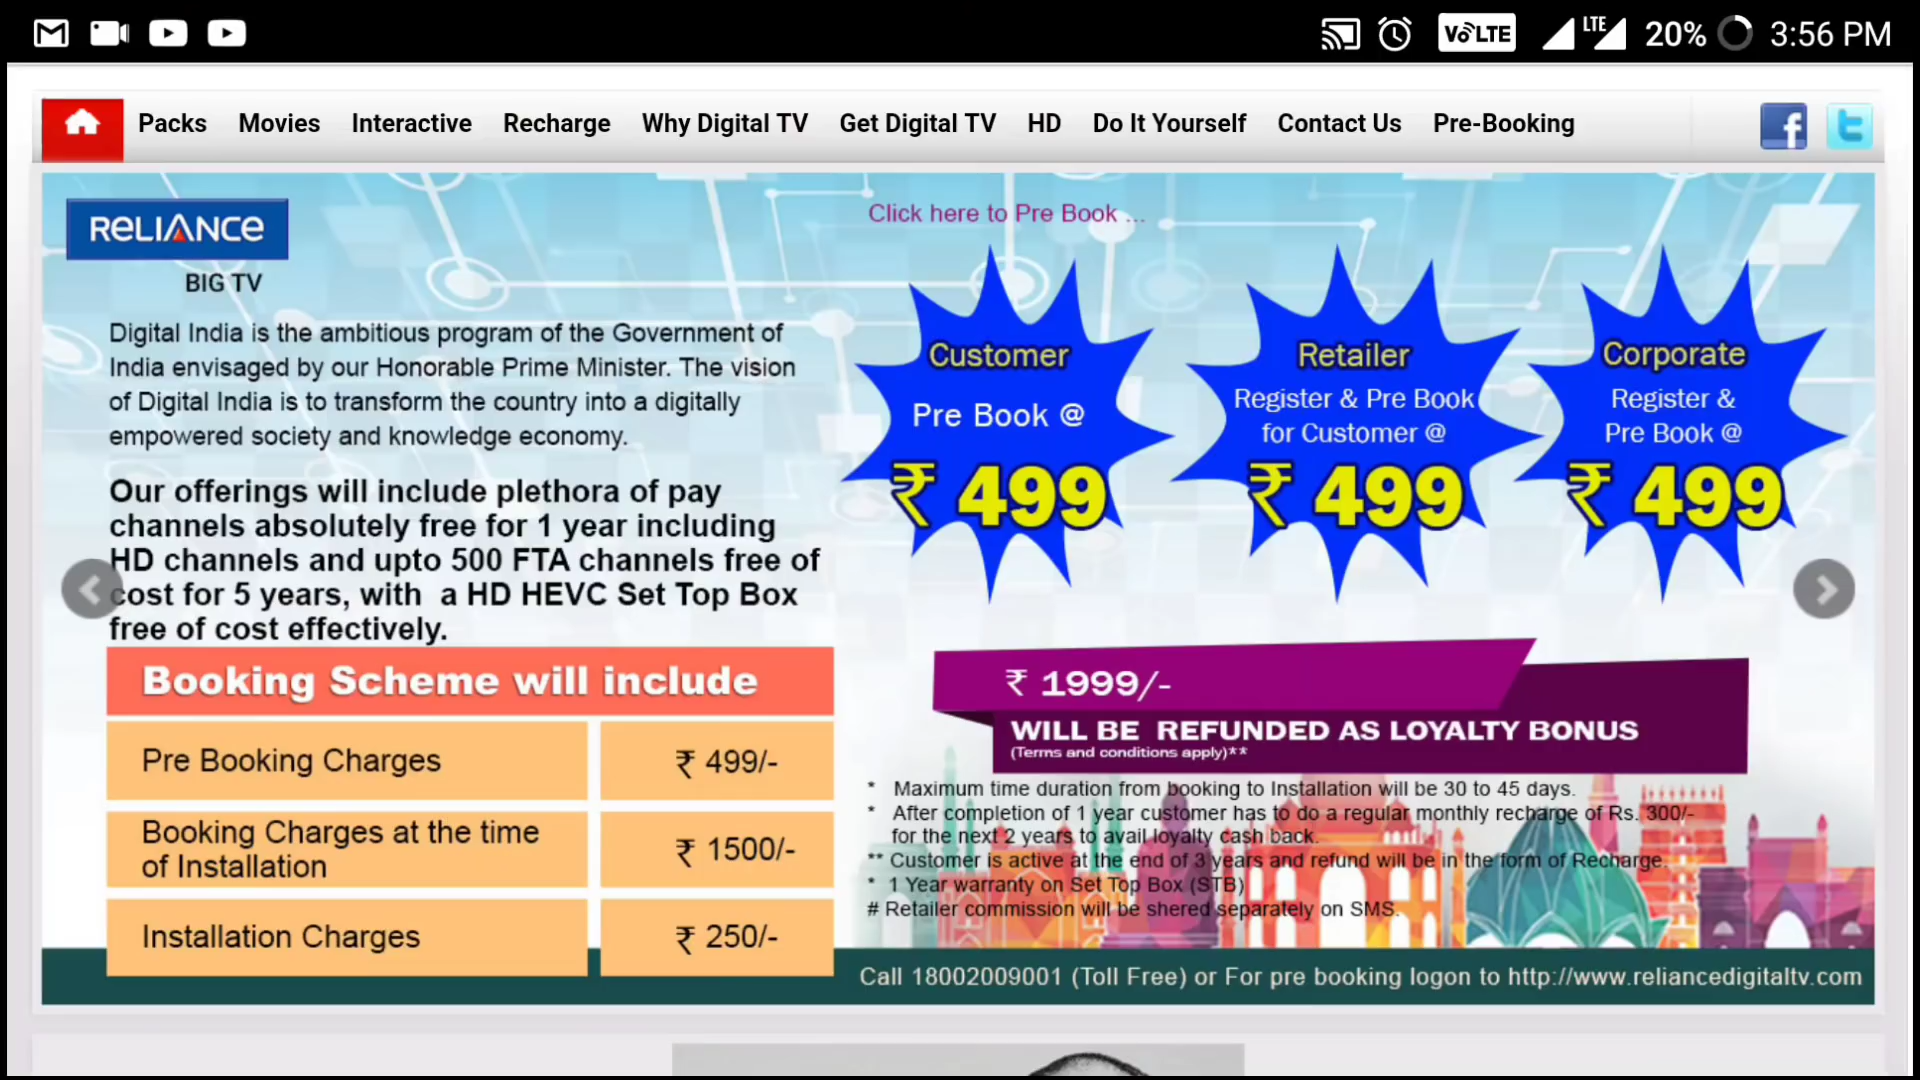 VoLTE LTE 20% 3:56 PM
Packs Movies Interactive Recharge Why Digital TV Get Digital TV HD Do It Yourself Contact Us Pre-Booking
RELIANCE
BIG TV
Digital India is the ambitious program of the Government of
India envisaged by our Honorable Prime Minister. The vision
of Digital India is to transform the country into a digitally
empowered society and knowledge economy.
Our offerings will include plethora of pay
channels absolutely free for 1 year including
HD channels and upto 500 FTA channels free of
cost for 5 years, with a HD HEVC Set Top Box
free of cost effectively.
Booking Scheme will include
Pre Booking Charges ₹ 499/-
Booking Charges at the time
of Installation
₹ 1500/-
Installation Charges ₹ 250/-
Click here to Pre Book ...
Customer
Pre Book @
₹ 499
Retailer
Register & Pre Book
for Customer @
₹ 499
Corporate
Register &
Pre Book @
₹ 499
₹ 1999/-
WILL BE REFUNDED AS LOYALTY BONUS
(Terms and conditions apply)**
* Maximum time duration from booking to Installation will be 30 to 45 days.
* After completion of 1 year customer has to do a regular monthly recharge of Rs. 300/-
for the next 2 years to avail loyalty cash back.
** Customer is active at the end of 3 years and refund will be in the form of Recharge.
* 1 Year warranty on Set Top Box (STB)
# Retailer commission will be shered separately on SMS.
Call 18002009001 (Toll Free) or For pre booking logon to http://www.reliancedigitaltv.com